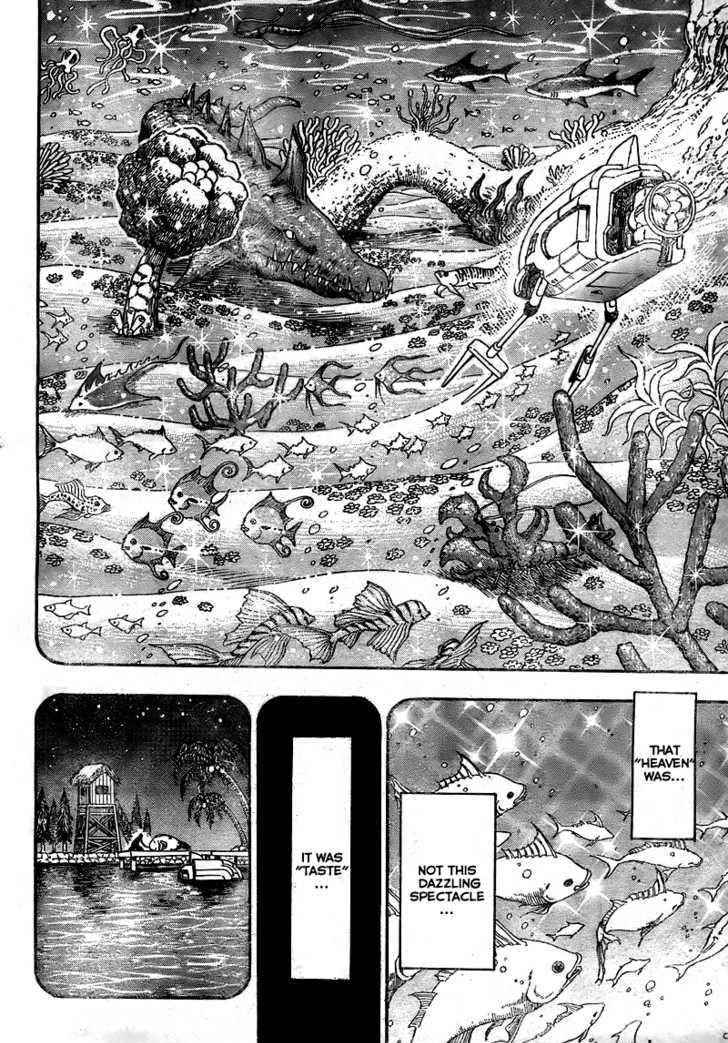 THAT
"HEAVEN"
WAS...
NOT THIS
DAZZLING
SPECTACLE
...
IT WAS
"TASTE"
...